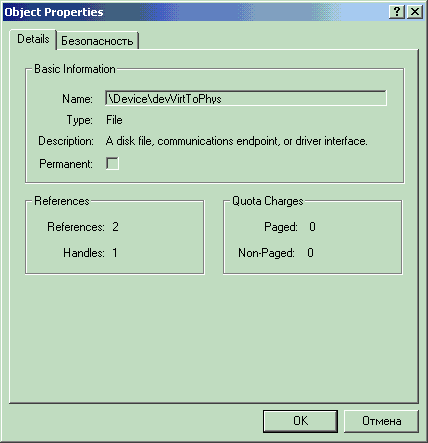 Object Properties
Details Безопасность
Basic Information
Name: \Device\devVirtToPhys
Type: File
Description: A disk file, communications endpoint, or driver interface.
Permanent:
References Quota Charges
References: 2 Paged: 0
Handles: 1 Non-Paged: 0
OK Отмена